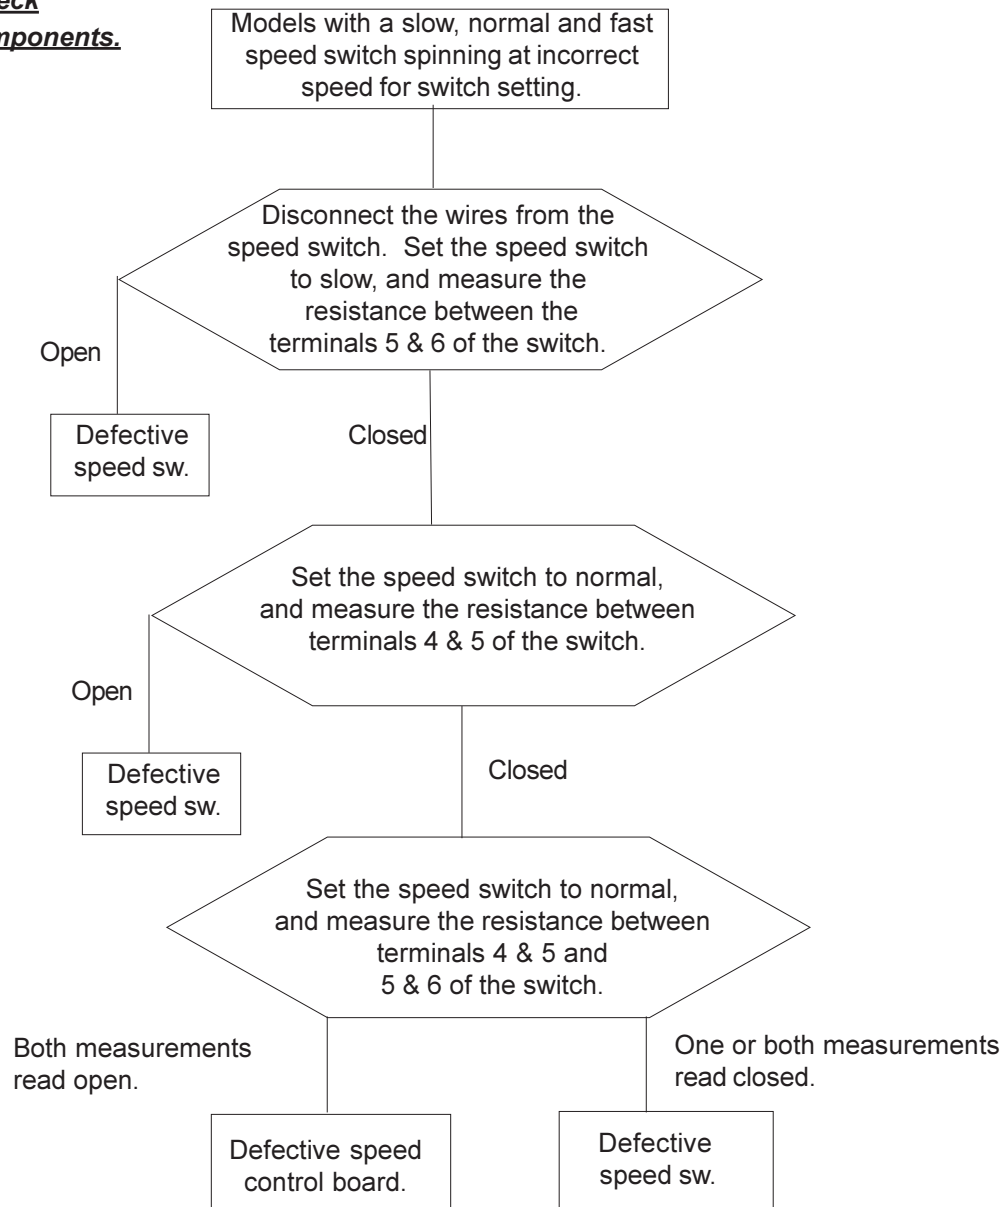 components.
Models with a slow, normal and fast
speed switch spinning at incorrect
speed for switch setting.
Disconnect the wires from the
speed switch. Set the speed switch
to slow, and measure the
resistance between the
terminals 5 & 6 of the switch.
Open
Defective
speed sw.
Closed
Set the speed switch to normal,
and measure the resistance between
terminals 4 & 5 of the switch.
Open
Defective
speed sw.
Closed
Set the speed switch to normal,
and measure the resistance between
terminals 4 & 5 and
5 & 6 of the switch.
Both measurements
read open.
One or both measurements
read closed.
Defective speed
control board.
Defective
speed sw.